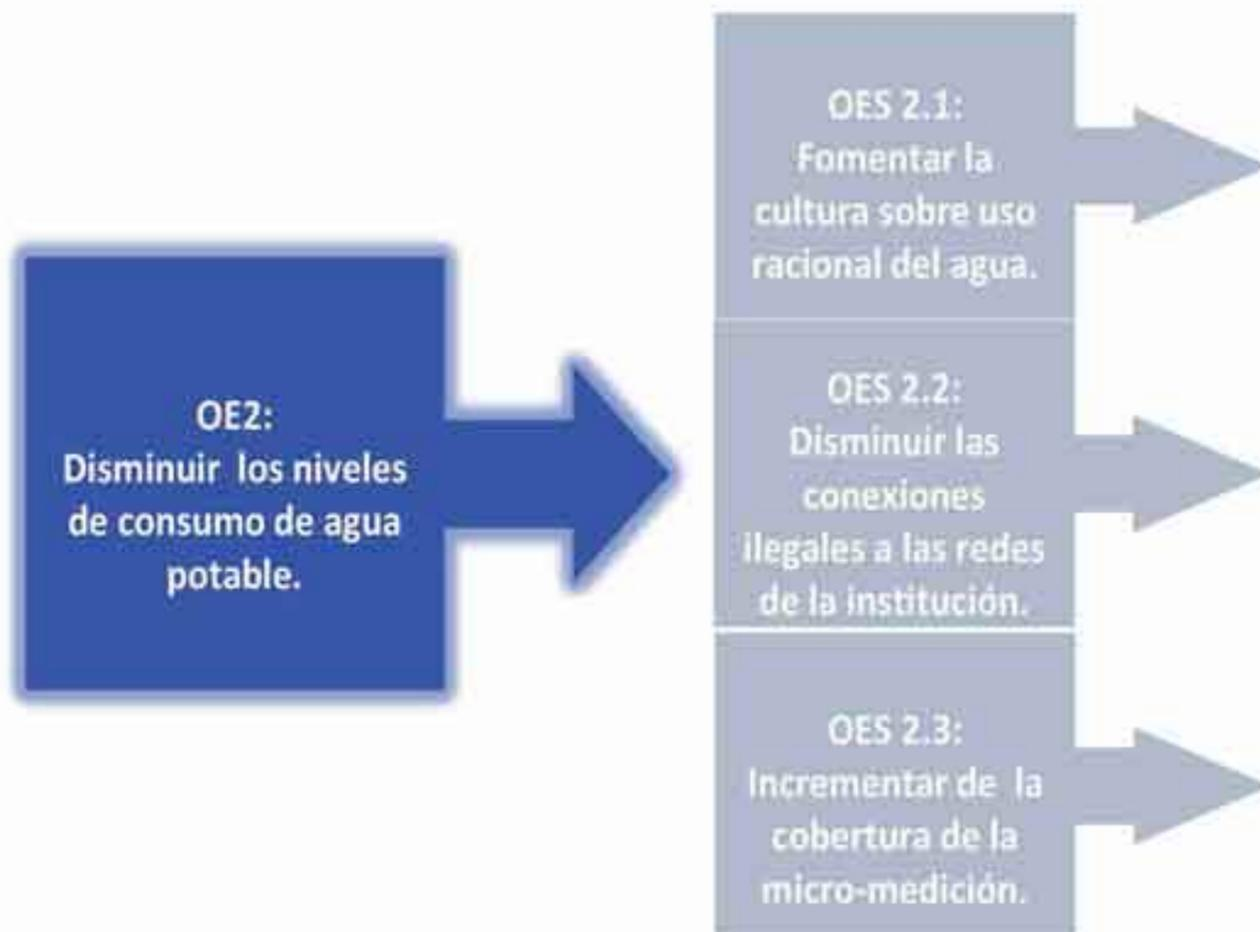 OE2:
Disminuir los niveles
de consumo de agua
potable.
OES 2.1:
Fomentar la
cultura sobre uso
racional del agua.
OES 2.2:
Disminuir las
conexiones
ilegales a las redes
de la institución.
OES 2.3:
Incrementar de la
cobertura de la
micro-medición.